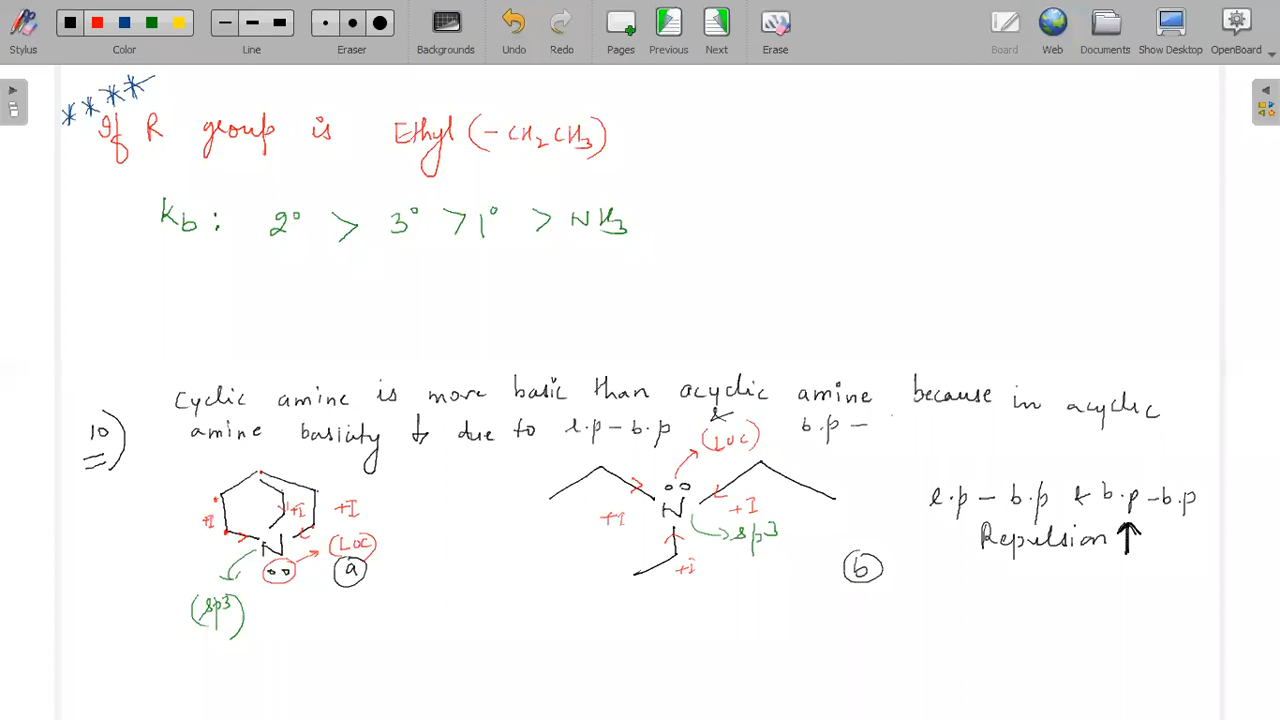 Stylus
Color
Line
Eraser
Backgrounds
Undo
Redo
Pages
Previous
Next
Erase
Board
Web
Documents
Show Desktop
OpenBoard
**** If R group is Ethyl (-CH2CH3)
Kb : 2° > 3° > 1° > NH3
10) Cyclic amine is more basic than acyclic amine because in acyclic
amine basicity ↓ due to l.p - b.p & b.p -
(LOC)
+I
+I
+I
N
(LOC)
a
(sp3)
N
+I
+I
+I
sp3
b
l.p - b.p & b.p - b.p
Repulsion ↑